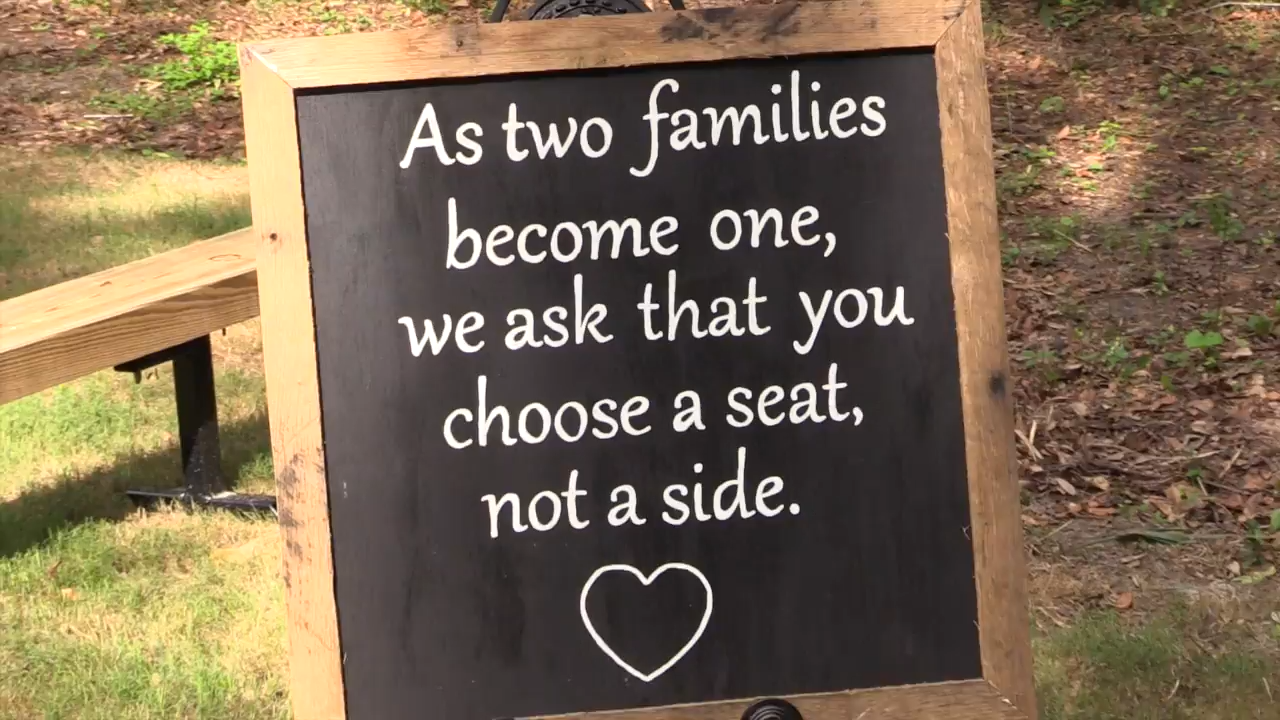 As two families
become one,
we ask that you
choose a seat,
not a side.